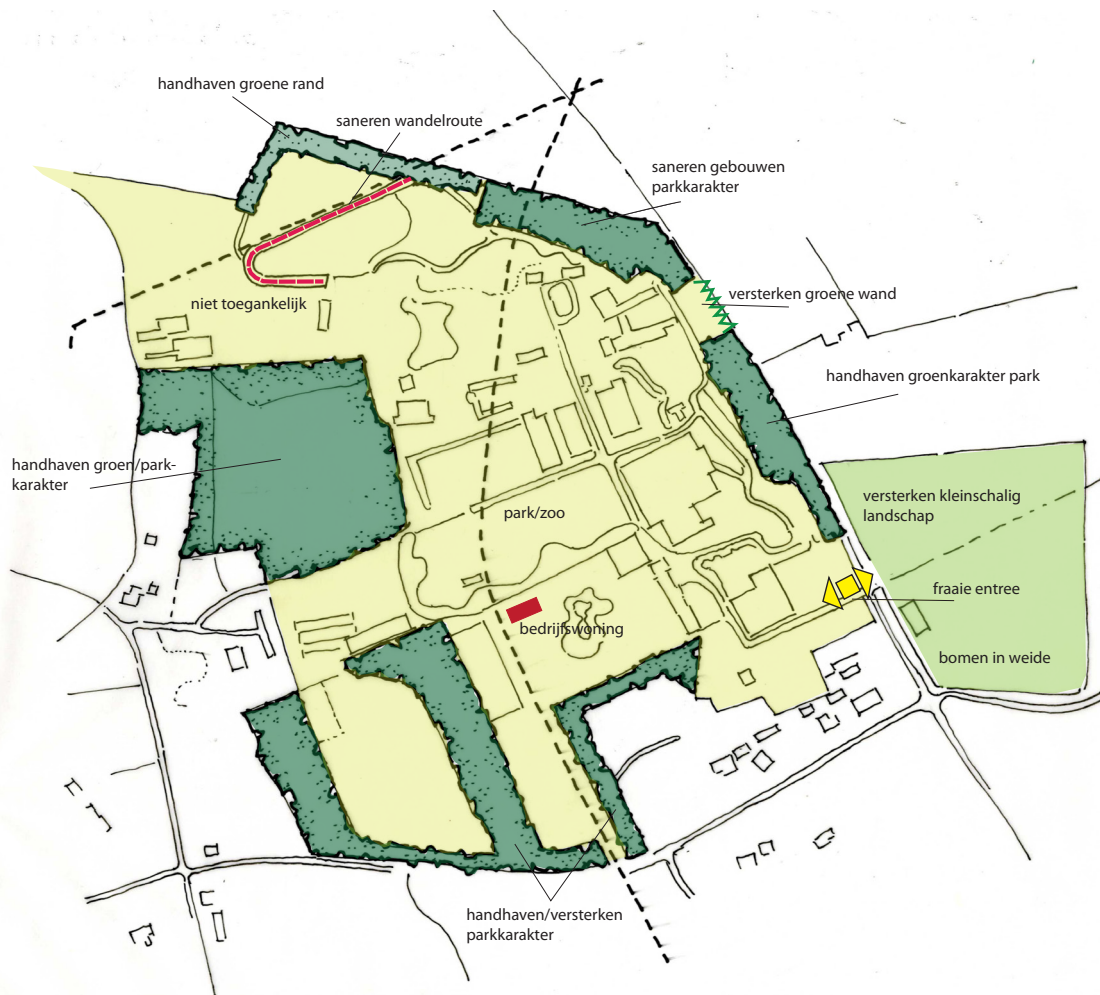 handhaven groene rand
saneren wandelroute
saneren gebouwen
parkkarakter
niet toegankelijk
versterken groene wand
handhaven groenkarakter park
handhaven groen/park-
karakter
versterken kleinschalig
landschap
park/zoo
fraaie entree
bedrijfswoning
bomen in weide
handhaven/versterken
parkkarakter